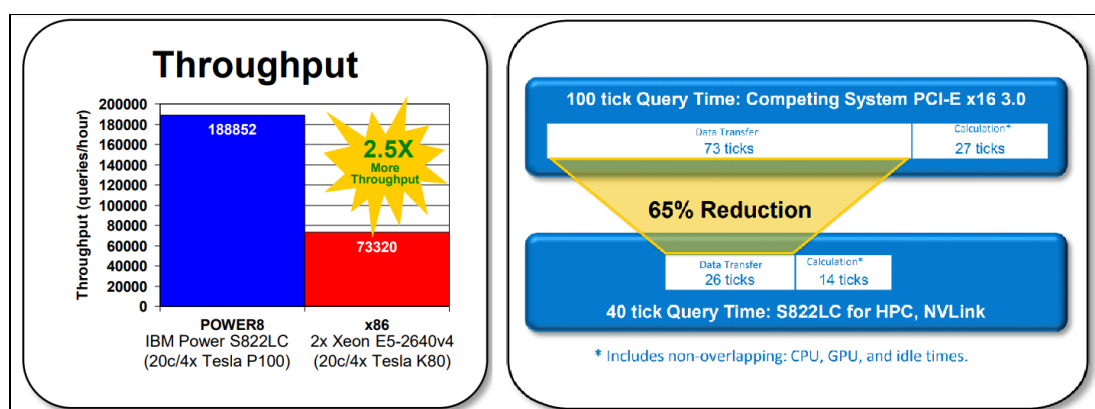 Throughput
Throughput (queries/hour)
200000
180000
160000
140000
120000
100000
80000
60000
40000
20000
0
188852
2.5X
More
Throughput
73320
POWER8
IBM Power S822LC
(20c/4x Tesla P100)
x86
2x Xeon E5-2640v4
(20c/4x Tesla K80)
100 tick Query Time: Competing System PCI-E x16 3.0
Data Transfer
73 ticks
Calculation*
27 ticks
65% Reduction
Data Transfer
26 ticks
Calculation*
14 ticks
40 tick Query Time: S822LC for HPC, NVLink
* Includes non-overlapping: CPU, GPU, and idle times.